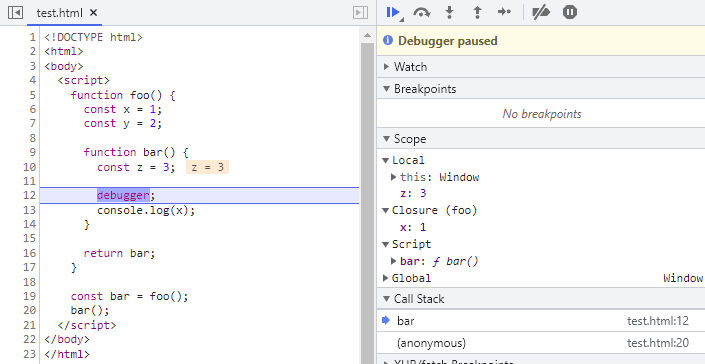 test.html ×
1 <!DOCTYPE html>
2 <html>
3 <body>
4 <script>
5 function foo() {
6 const x = 1;
7 const y = 2;
8
9 function bar() {
10 const z = 3; z = 3
11
12 debugger;
13 console.log(x);
14 }
15
16 return bar;
17 }
18
19 const bar = foo();
20 bar();
21 </script>
22 </body>
23 </html>
Debugger paused
Watch
Breakpoints
No breakpoints
Scope
Local
this: Window
z: 3
Closure (foo)
x: 1
Script
bar: ƒ bar()
Global Window
Call Stack
bar test.html:12
(anonymous) test.html:20
XHR/fetch Breakpoints